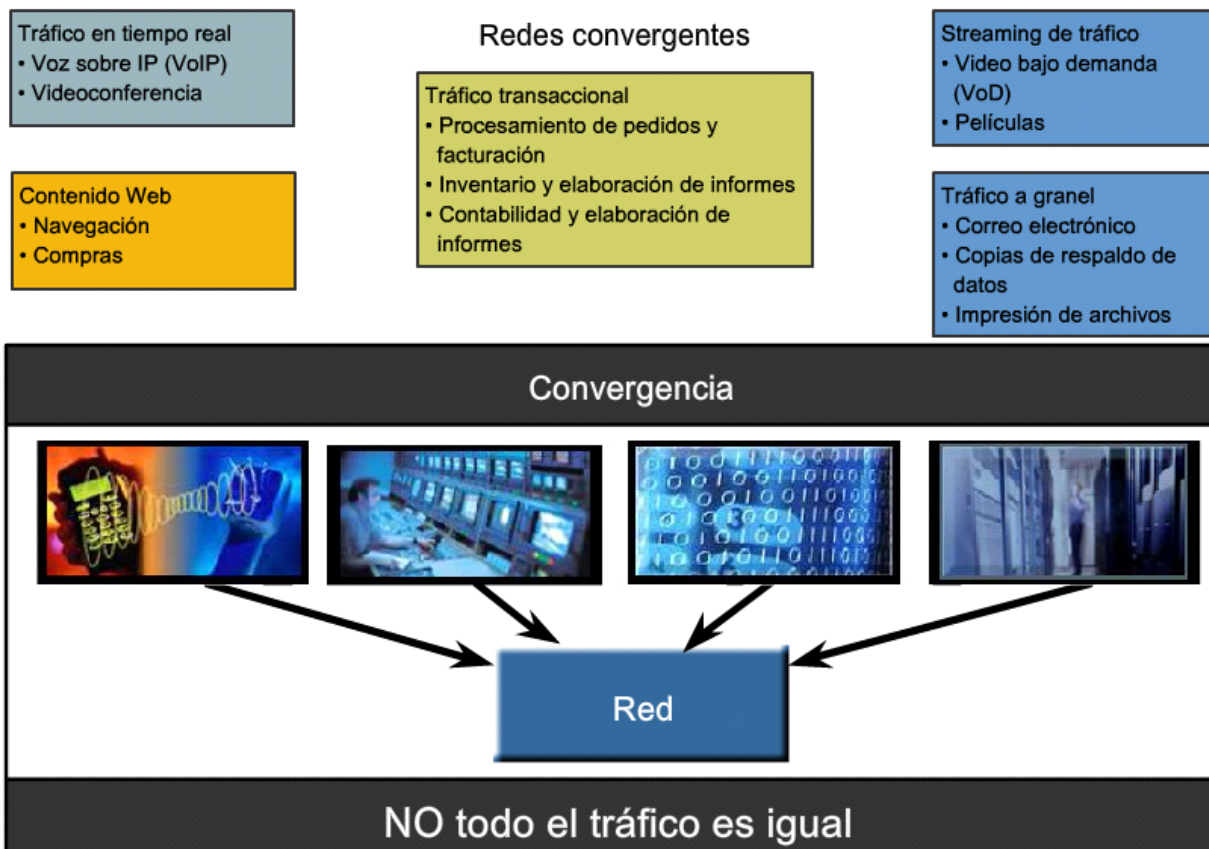 Redes convergentes
Tráfico en tiempo real
• Voz sobre IP (VoIP)
• Videoconferencia
Contenido Web
• Navegación
• Compras
Tráfico transaccional
• Procesamiento de pedidos y
facturación
• Inventario y elaboración de informes
• Contabilidad y elaboración de
informes
Streaming de tráfico
• Video bajo demanda
(VoD)
• Películas
Tráfico a granel
• Correo electrónico
• Copias de respaldo de
datos
• Impresión de archivos
Convergencia
Red
NO todo el tráfico es igual